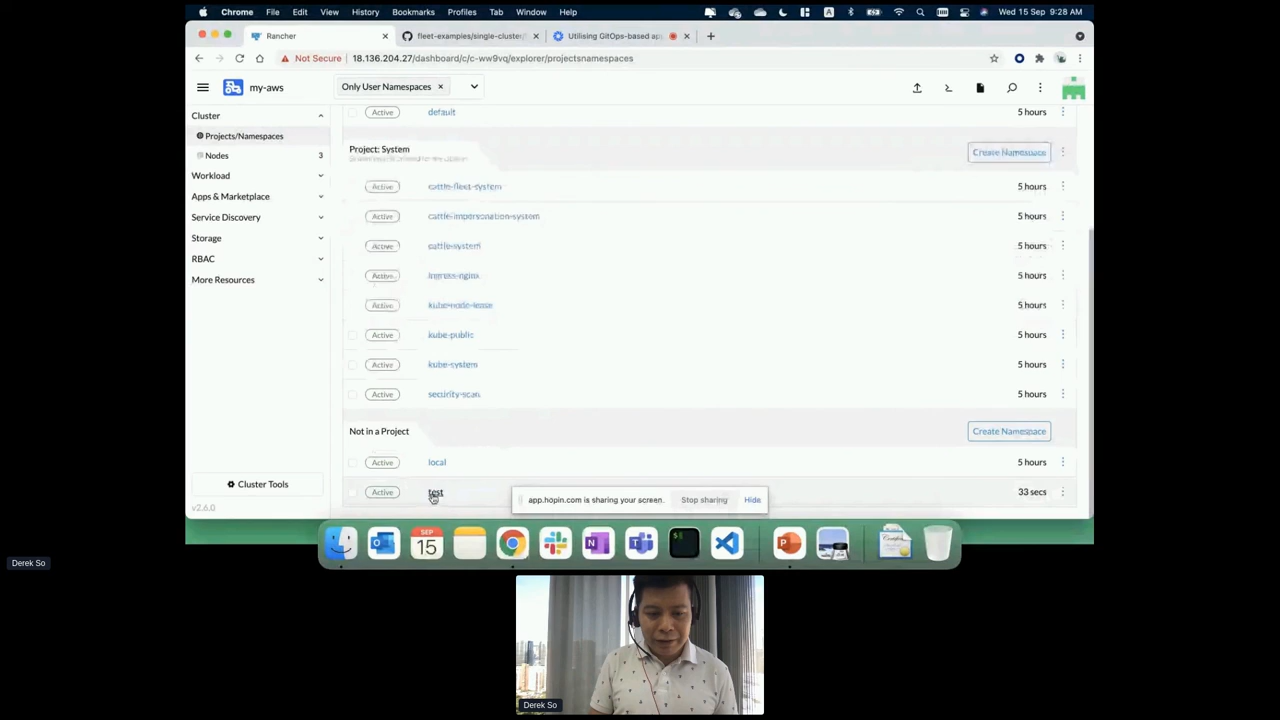 Chrome File Edit View History Bookmarks Profiles Tab Window Help Wed 15 Sep 9:28 AM
Rancher
fleet-examples/single-cluster/
Utilising GitOps-based ap
Not Secure 18.136.204.27/dashboard/c/c-ww9vq/explorer/projectsnamespaces
my-aws
Only User Namespaces
Cluster
Projects/Namespaces
Nodes 3
Workload
Apps & Marketplace
Service Discovery
Storage
RBAC
More Resources
Cluster Tools
v2.6.0
Active default 5 hours
Project: System
Create Namespace
Active cattle-fleet-system 5 hours
Active cattle-impersonation-system 5 hours
Active cattle-system 5 hours
Active ingress-nginx 5 hours
Active kube-node-lease 5 hours
Active kube-public 5 hours
Active kube-system 5 hours
Active security-scan 5 hours
Not in a Project
Create Namespace
Active local 5 hours
Active test 33 secs
app.hopin.com is sharing your screen. Stop sharing Hide
SEP
15
Derek So
Derek So